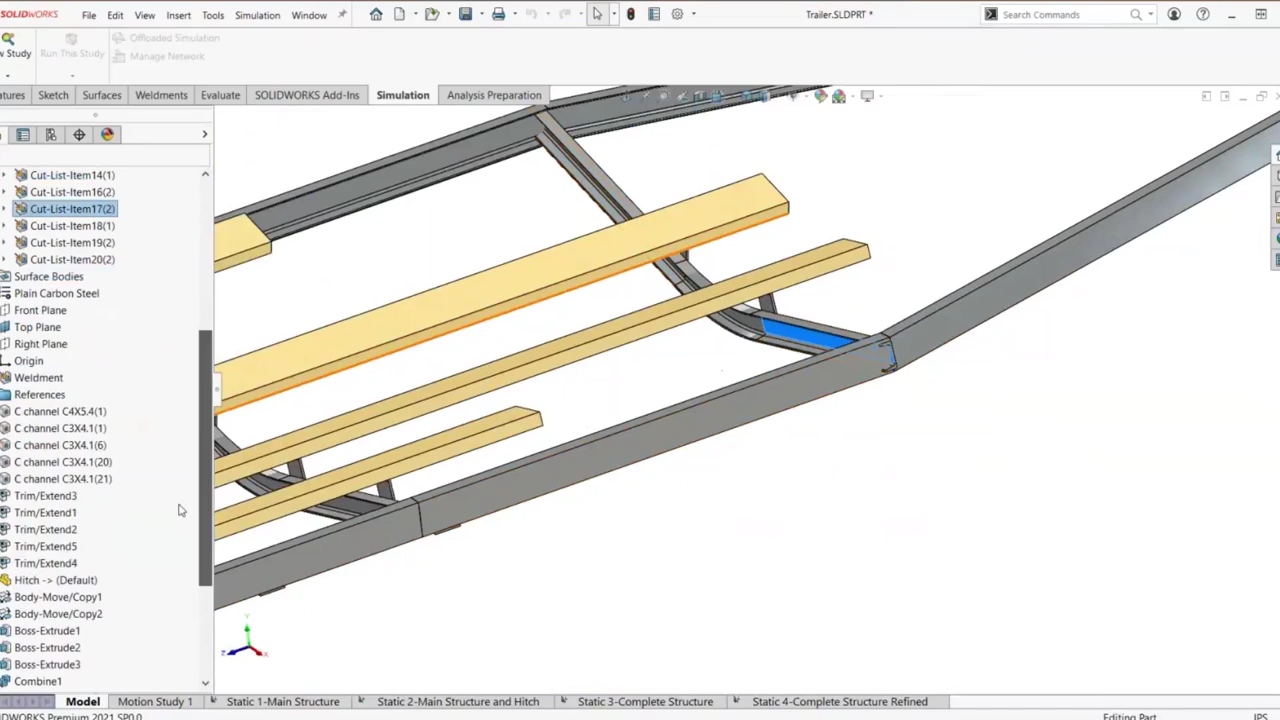 SOLIDWORKS File Edit View Insert Tools Simulation Window Trailer.SLDPRT * Search Commands
w Study Run This Study Offloaded Simulation
Manage Network
atures Sketch Surfaces Weldments Evaluate SOLIDWORKS Add-Ins Simulation Analysis Preparation
Cut-List-Item14(1)
Cut-List-Item16(2)
Cut-List-Item17(2)
Cut-List-Item18(1)
Cut-List-Item19(2)
Cut-List-Item20(2)
Surface Bodies
Plain Carbon Steel
Front Plane
Top Plane
Right Plane
Origin
Weldment
References
C channel C4X5.4(1)
C channel C3X4.1(1)
C channel C3X4.1(6)
C channel C3X4.1(20)
C channel C3X4.1(21)
Trim/Extend3
Trim/Extend1
Trim/Extend2
Trim/Extend5
Trim/Extend4
Hitch -> (Default)
Body-Move/Copy1
Body-Move/Copy2
Boss-Extrude1
Boss-Extrude2
Boss-Extrude3
Combine1
Y
Z X
Model Motion Study 1 Static 1-Main Structure Static 2-Main Structure and Hitch Static 3-Complete Structure Static 4-Complete Structure Refined
OLIDWORKS Premium 2021 SP0.0 Editing Part IPS